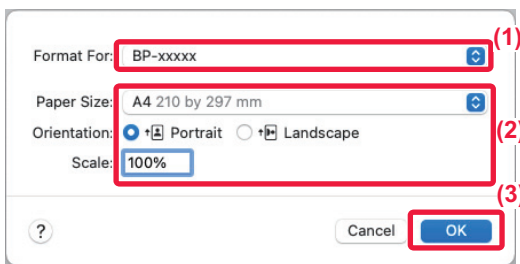 (1)
Format For: BP-xxxxx
Paper Size: A4 210 by 297 mm
(2)
Orientation: Portrait Landscape
Scale: 100%
(3)
? Cancel OK